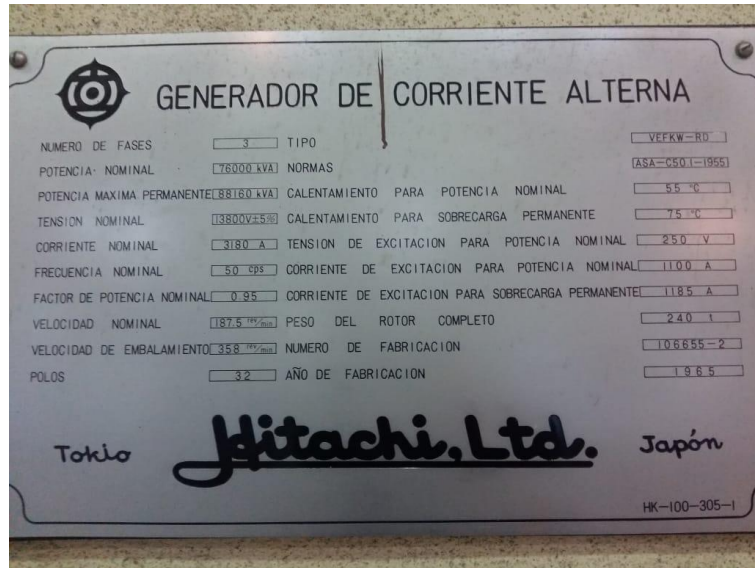 GENERADOR DE CORRIENTE ALTERNA
NUMERO DE FASES 3 TIPO VEFKW-RD
POTENCIA NOMINAL 76000 kVA NORMAS ASA-C50.1-1955
POTENCIA MAXIMA PERMANENTE 88160 kVA CALENTAMIENTO PARA POTENCIA NOMINAL 55 °C
TENSION NOMINAL 13800V±5% CALENTAMIENTO PARA SOBRECARGA PERMANENTE 75 °C
CORRIENTE NOMINAL 3180 A TENSION DE EXCITACION PARA POTENCIA NOMINAL 250 V
FRECUENCIA NOMINAL 50 cps CORRIENTE DE EXCITACION PARA POTENCIA NOMINAL 1100 A
FACTOR DE POTENCIA NOMINAL 0.95 CORRIENTE DE EXCITACION PARA SOBRECARGA PERMANENTE 1185 A
VELOCIDAD NOMINAL 187.5 rev/min PESO DEL ROTOR COMPLETO 240 t
VELOCIDAD DE EMBALAMIENTO 358 rev/min NUMERO DE FABRICACION 106655-2
POLOS 32 AÑO DE FABRICACION 1965
Tokio Hitachi, Ltd. Japón
HK-100-305-1